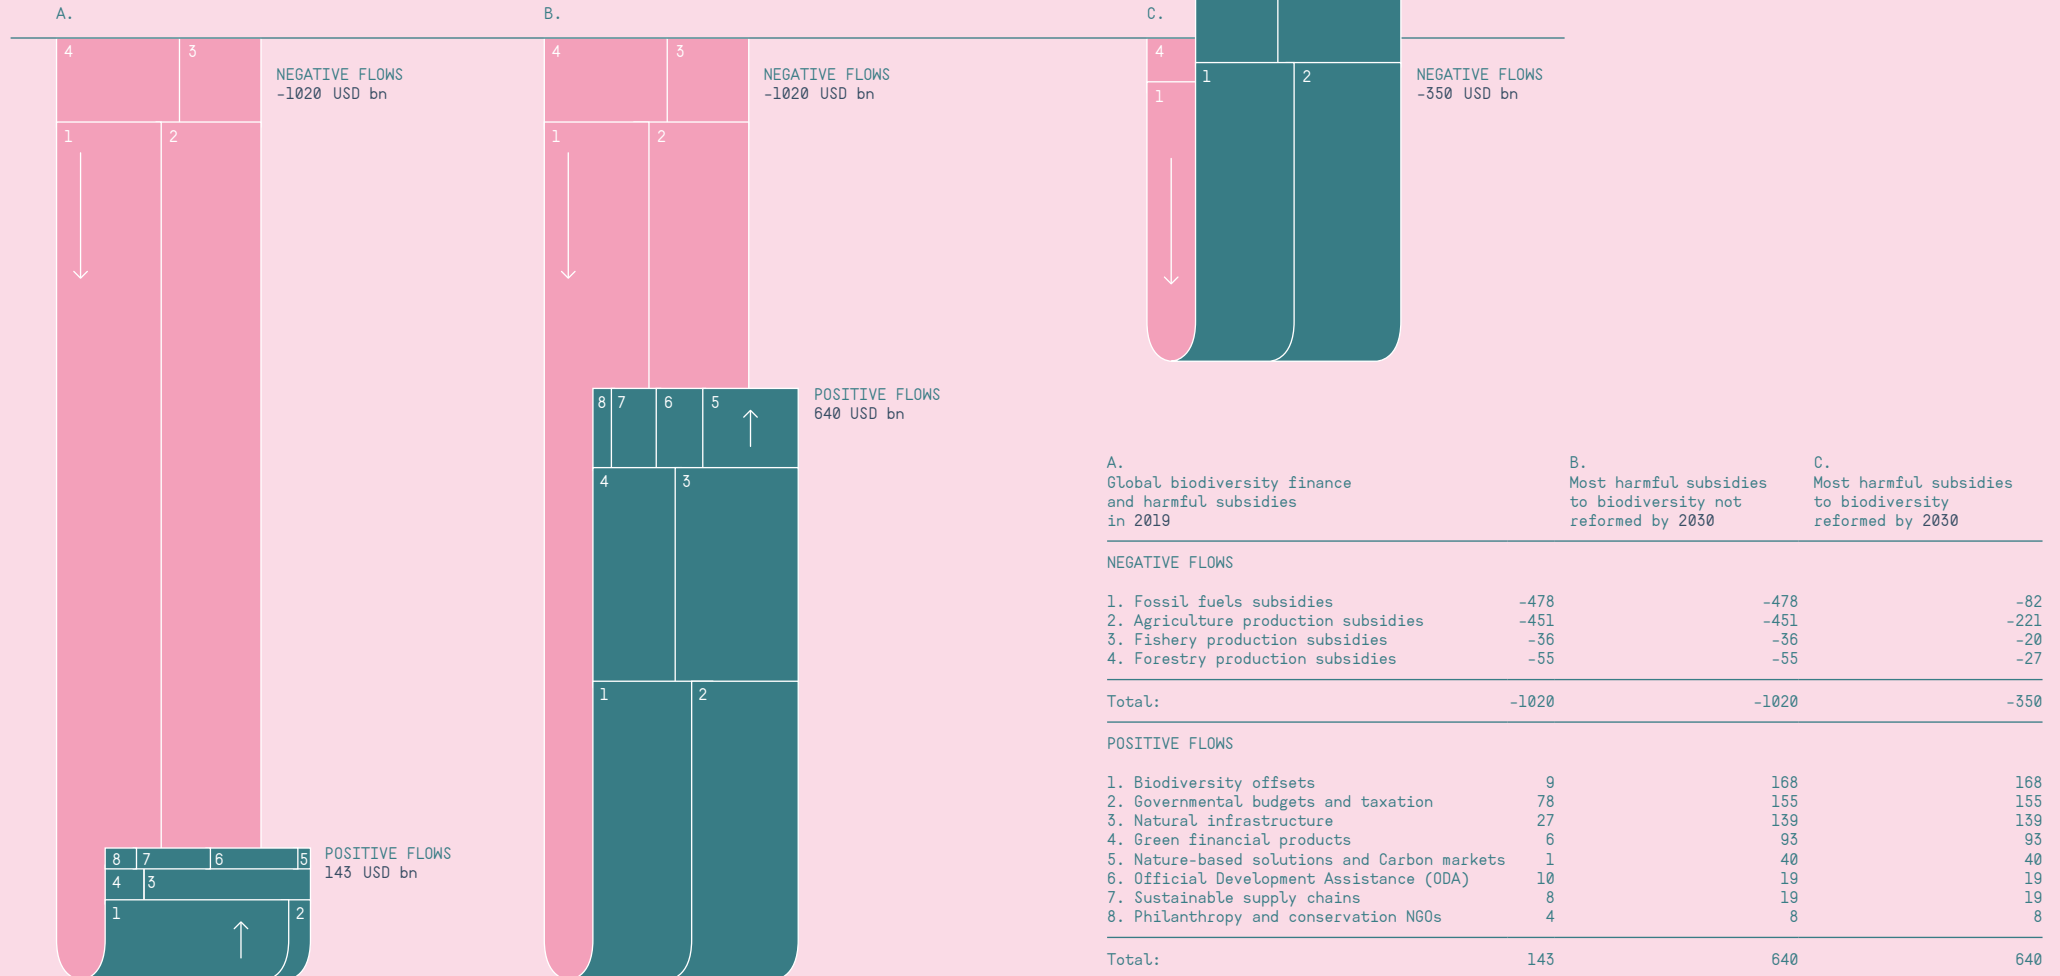 A.
4
3
NEGATIVE FLOWS
-1020 USD bn
1
2
8
7
6
5
POSITIVE FLOWS
143 USD bn
4
3
1
2
B.
4
3
NEGATIVE FLOWS
-1020 USD bn
1
2
8
7
6
5
POSITIVE FLOWS
640 USD bn
4
3
1
2
C.
4
1
2
NEGATIVE FLOWS
-350 USD bn
1
A. B. C.
Global biodiversity finance Most harmful subsidies Most harmful subsidies
and harmful subsidies to biodiversity not to biodiversity
in 2019 reformed by 2030 reformed by 2030
NEGATIVE FLOWS
1. Fossil fuels subsidies -478 -478 -82
2. Agriculture production subsidies -451 -451 -221
3. Fishery production subsidies -36 -36 -20
4. Forestry production subsidies -55 -55 -27
Total: -1020 -1020 -350
POSITIVE FLOWS
1. Biodiversity offsets 9 168 168
2. Governmental budgets and taxation 78 155 155
3. Natural infrastructure 27 139 139
4. Green financial products 6 93 93
5. Nature-based solutions and Carbon markets 1 40 40
6. Official Development Assistance (ODA) 10 19 19
7. Sustainable supply chains 8 19 19
8. Philanthropy and conservation NGOs 4 8 8
Total: 143 640 640